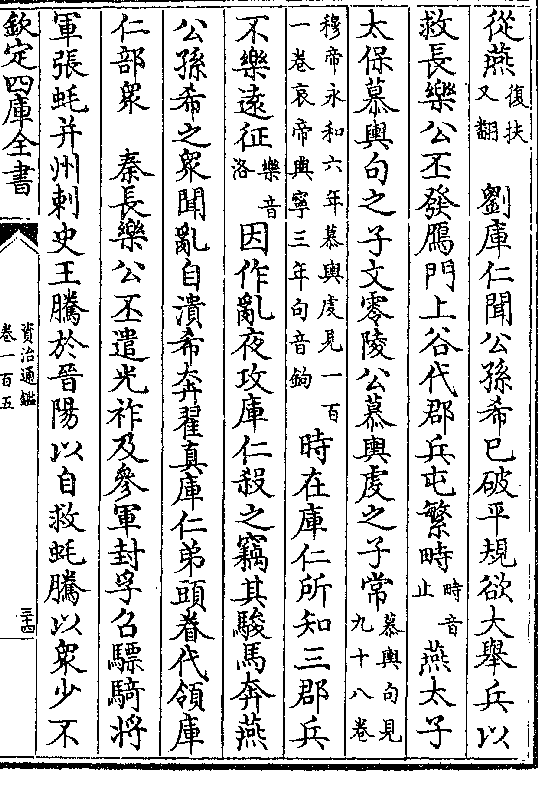 從燕復扶又翻　劉庫仁聞公孫希已破平規欲大舉兵以
救長樂公丕發鴈門上谷代郡兵屯繁畤時音止　燕太子
太保慕輿句之子文零陵公慕輿虔之子常慕輿句見九十八卷
穆帝永和六年慕輿虔見一百一卷哀帝興寧三年句音鉤時在庫仁所知三郡兵
不樂遠征樂音洛因作亂夜攻庫仁殺之竊其駿馬奔燕
公孫希之衆聞亂自潰希奔翟真庫仁弟頭眷代領庫
仁部衆　秦長樂公丕遣光祚及參軍封孚召驃騎將
軍張蚝并州刺史王騰於晉陽以自救蚝騰以衆少不
欽定四庫全書
資治通鑑
卷一百五
三十四